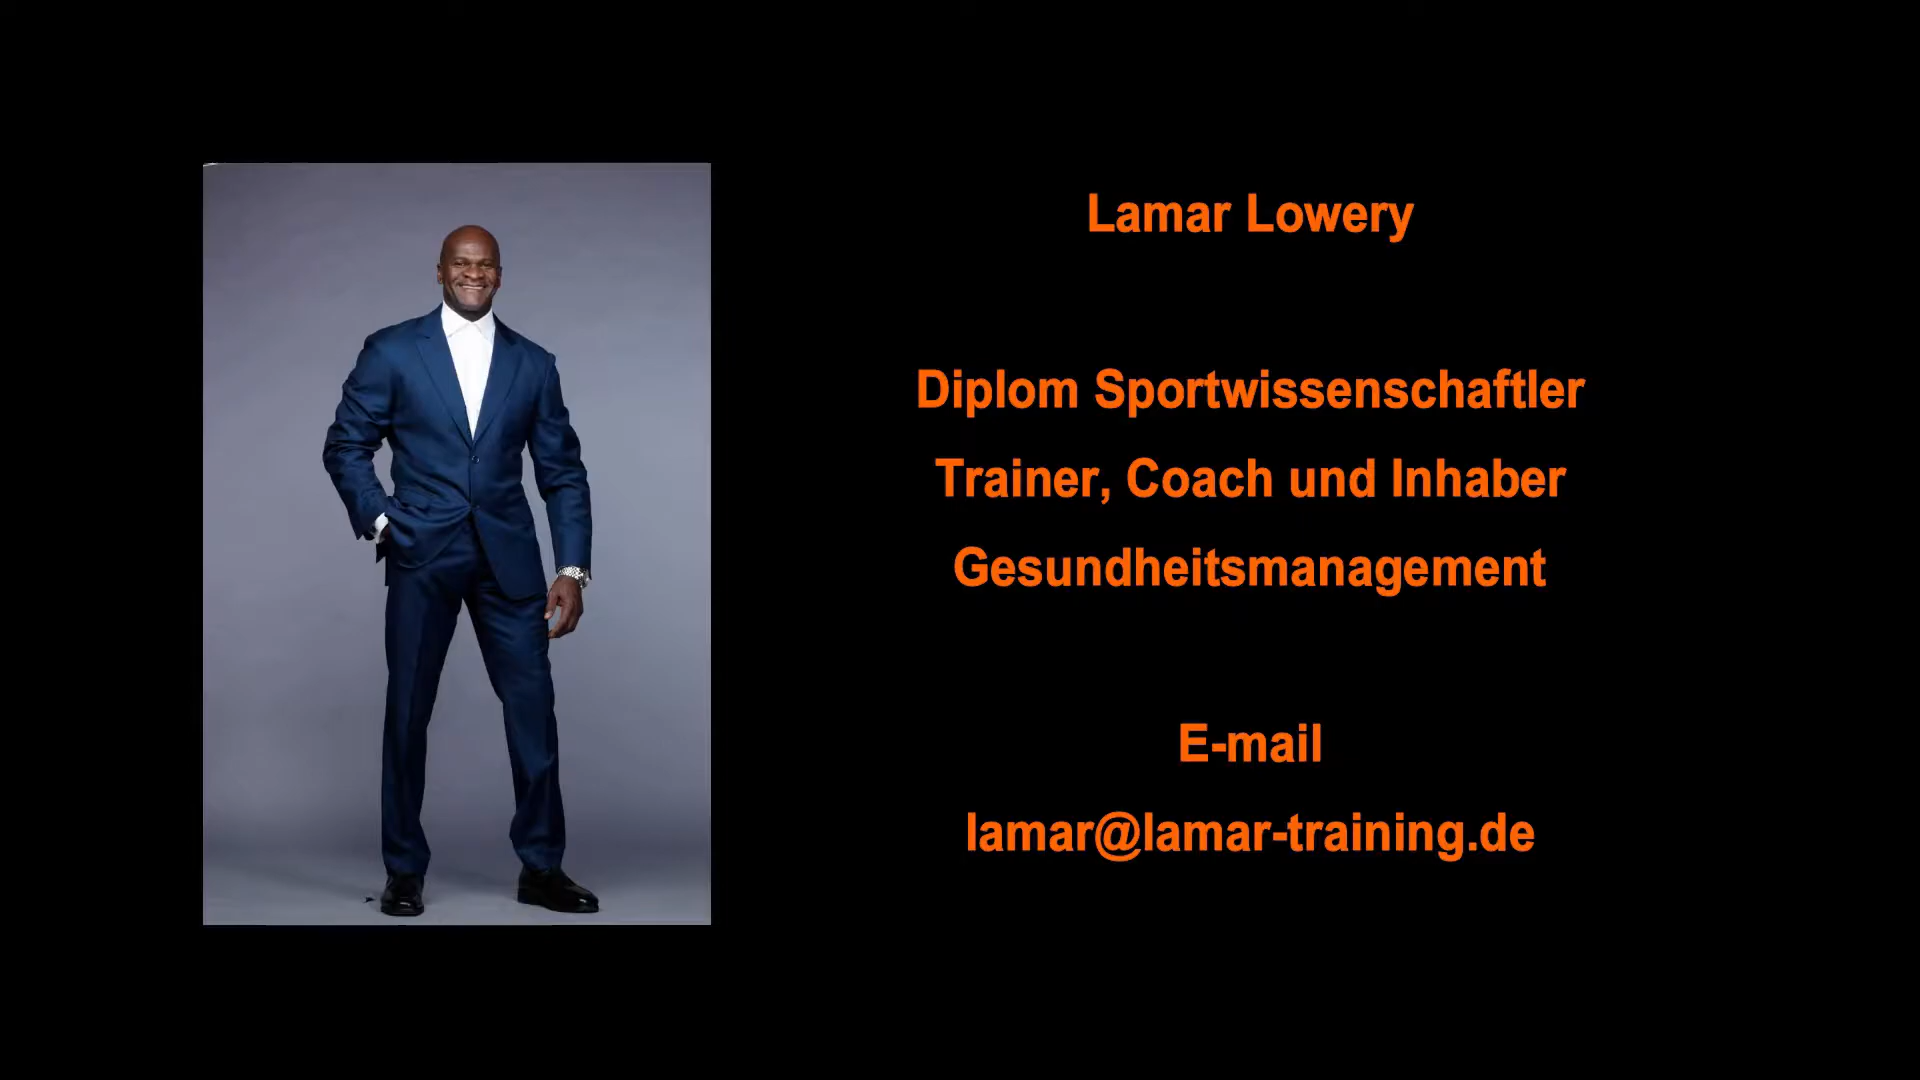 Lamar Lowery
Diplom Sportwissenschaftler
Trainer, Coach und Inhaber
Gesundheitsmanagement
E-mail
lamar@lamar-training.de